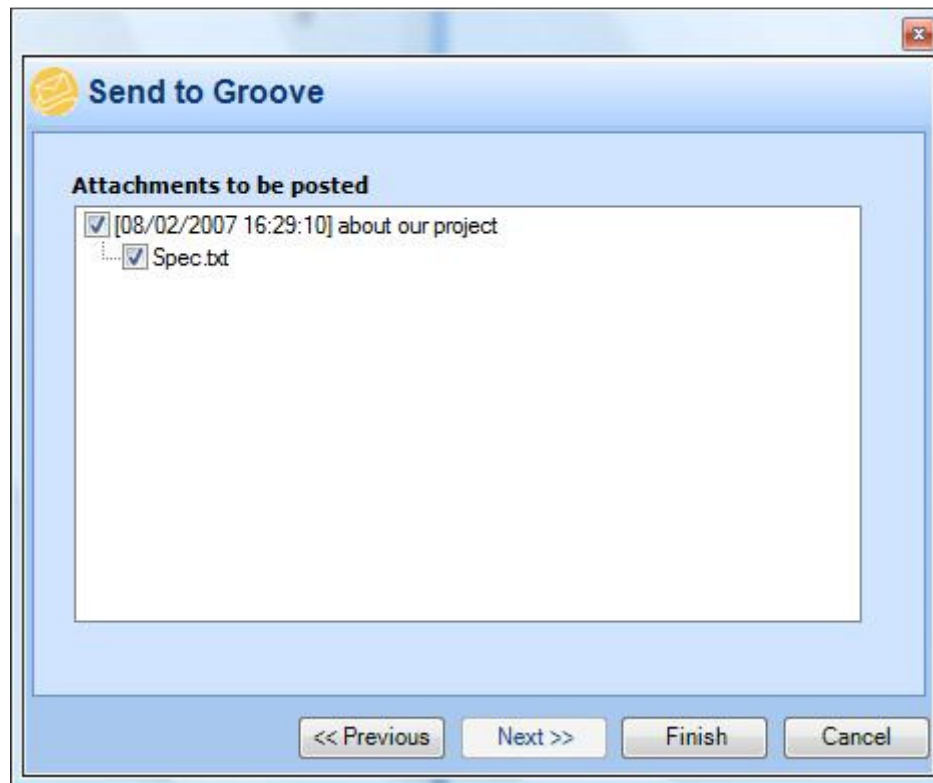 Send to Groove
Attachments to be posted
[08/02/2007 16:29:10] about our project
Spec.txt
<< Previous
Next >>
Finish
Cancel